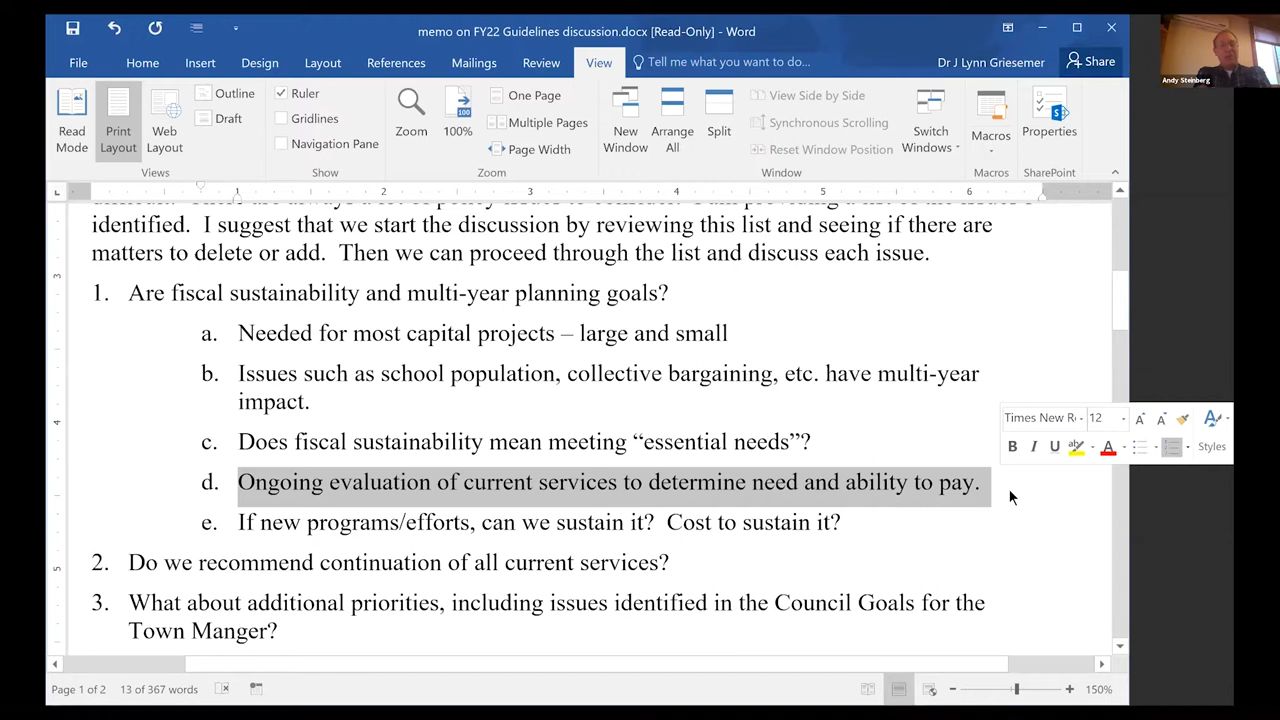 memo on FY22 Guidelines discussion.docx [Read-Only] - Word
Andy Steinberg
File Home Insert Design Layout References Mailings Review View Tell me what you want to do... Dr J Lynn Griesemer Share
Read Mode
Print Layout
Web Layout
Outline
Draft
Views
Ruler
Gridlines
Navigation Pane
Show
Zoom
100%
One Page
Multiple Pages
Page Width
Zoom
New Window
Arrange All
Split
View Side by Side
Synchronous Scrolling
Reset Window Position
Switch Windows
Window
Macros
Macros
Properties
SharePoint
1 2 3 4 5 6
identified. I suggest that we start the discussion by reviewing this list and seeing if there are
matters to delete or add. Then we can proceed through the list and discuss each issue.
1. Are fiscal sustainability and multi-year planning goals?
a. Needed for most capital projects – large and small
b. Issues such as school population, collective bargaining, etc. have multi-year
impact.
c. Does fiscal sustainability mean meeting “essential needs”?
d. Ongoing evaluation of current services to determine need and ability to pay.
e. If new programs/efforts, can we sustain it? Cost to sustain it?
2. Do we recommend continuation of all current services?
3. What about additional priorities, including issues identified in the Council Goals for the
Town Manger?
3
4
5
Times New R 12
B I U ab A Styles
Page 1 of 2 13 of 367 words 150%